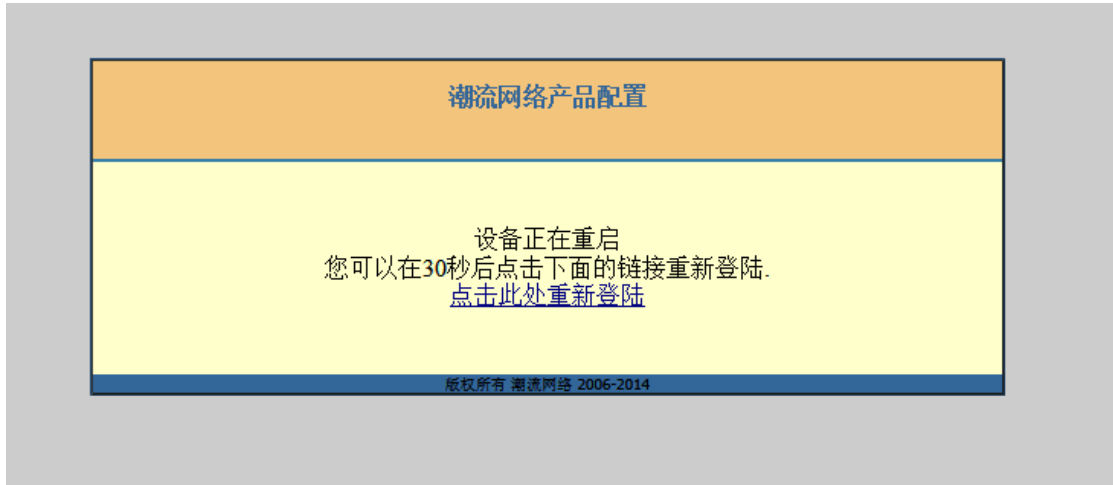 潮流网络产品配置
设备正在重启
您可以在30秒后点击下面的链接重新登陆.
点击此处重新登陆
版权所有 潮流网络 2006-2014